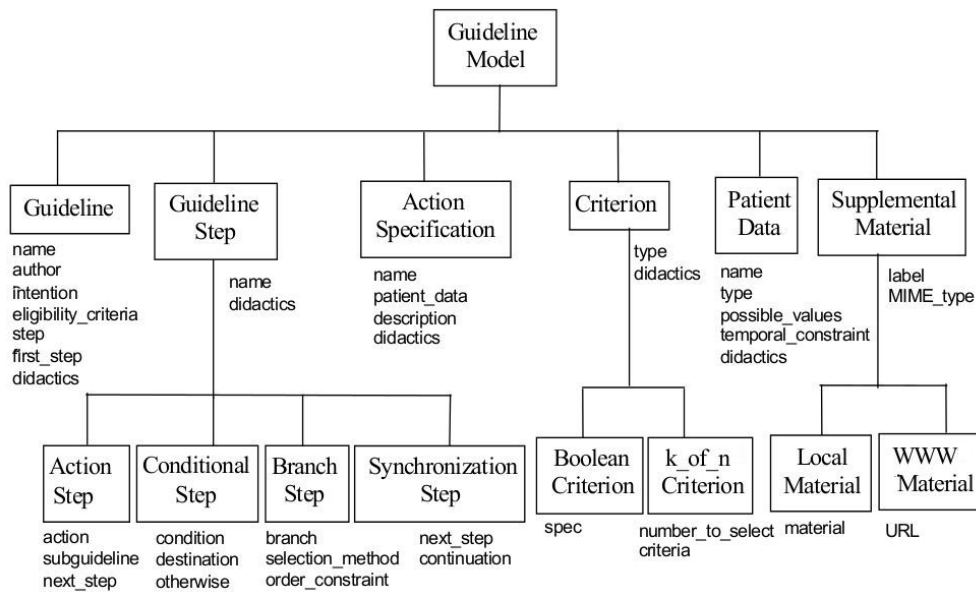 Guideline
Model
Guideline
name
author
intention
eligibility_criteria
step
first_step
didactics
Guideline
Step
name
didactics
Action
Specification
name
patient_data
description
didactics
Criterion
type
didactics
Patient
Data
name
type
possible_values
temporal_constraint
didactics
Supplemental
Material
label
MIME_type
Action
Step
action
subguideline
next_step
Conditional
Step
condition
destination
otherwise
Branch
Step
branch
selection_method
order_constraint
Synchronization
Step
next_step
continuation
Boolean
Criterion
spec
k_of_n
Criterion
number_to_select
criteria
Local
Material
material
WWW
Material
URL